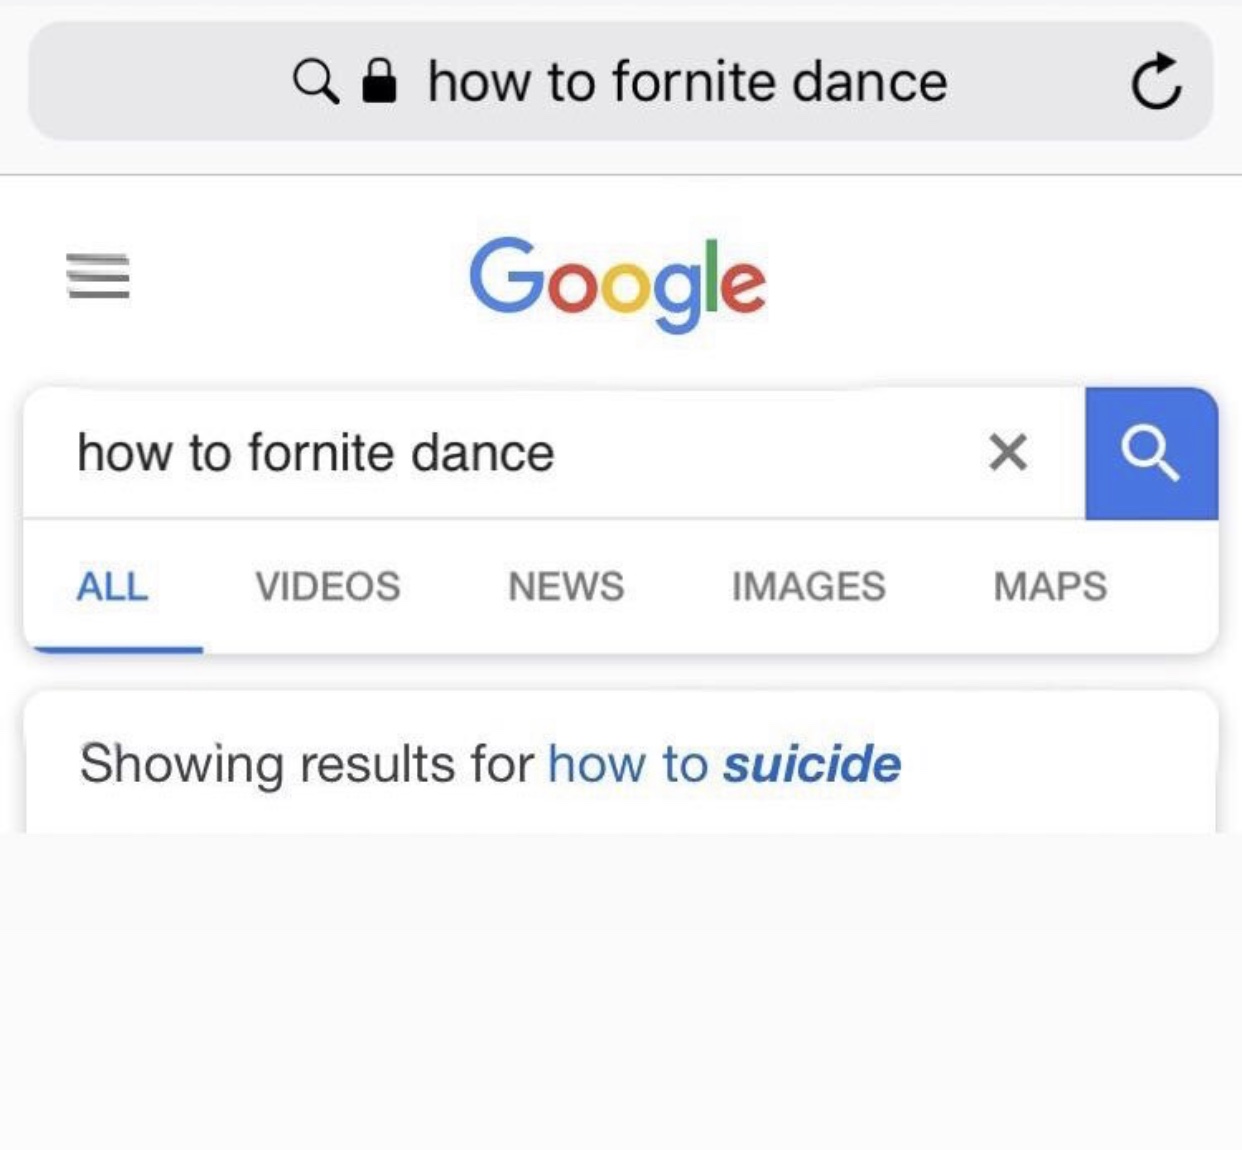 how to fornite dance
Google
how to fornite dance
ALL VIDEOS NEWS IMAGES MAPS
Showing results for how to suicide